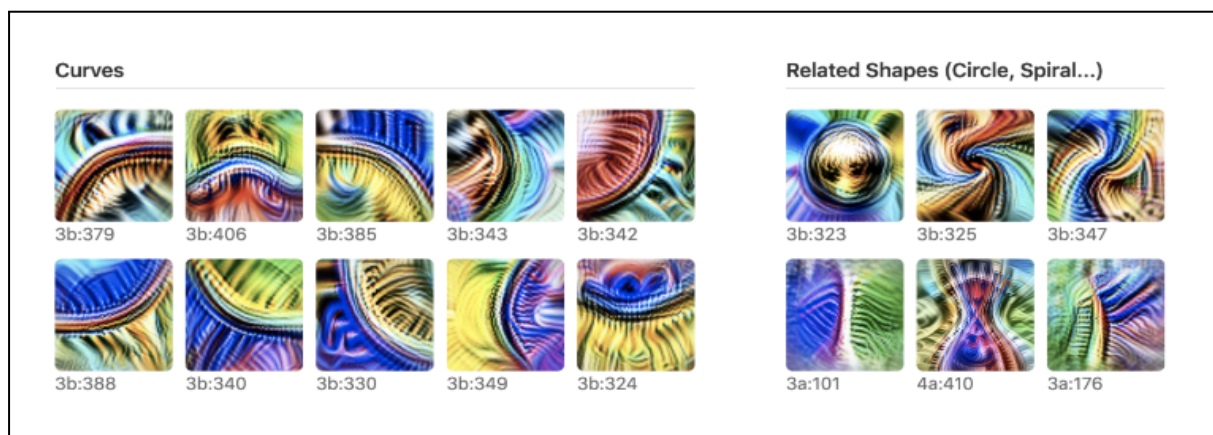 Curves
3b:379 3b:406 3b:385 3b:343 3b:342
3b:388 3b:340 3b:330 3b:349 3b:324
Related Shapes (Circle, Spiral...)
3b:323 3b:325 3b:347
3a:101 4a:410 3a:176